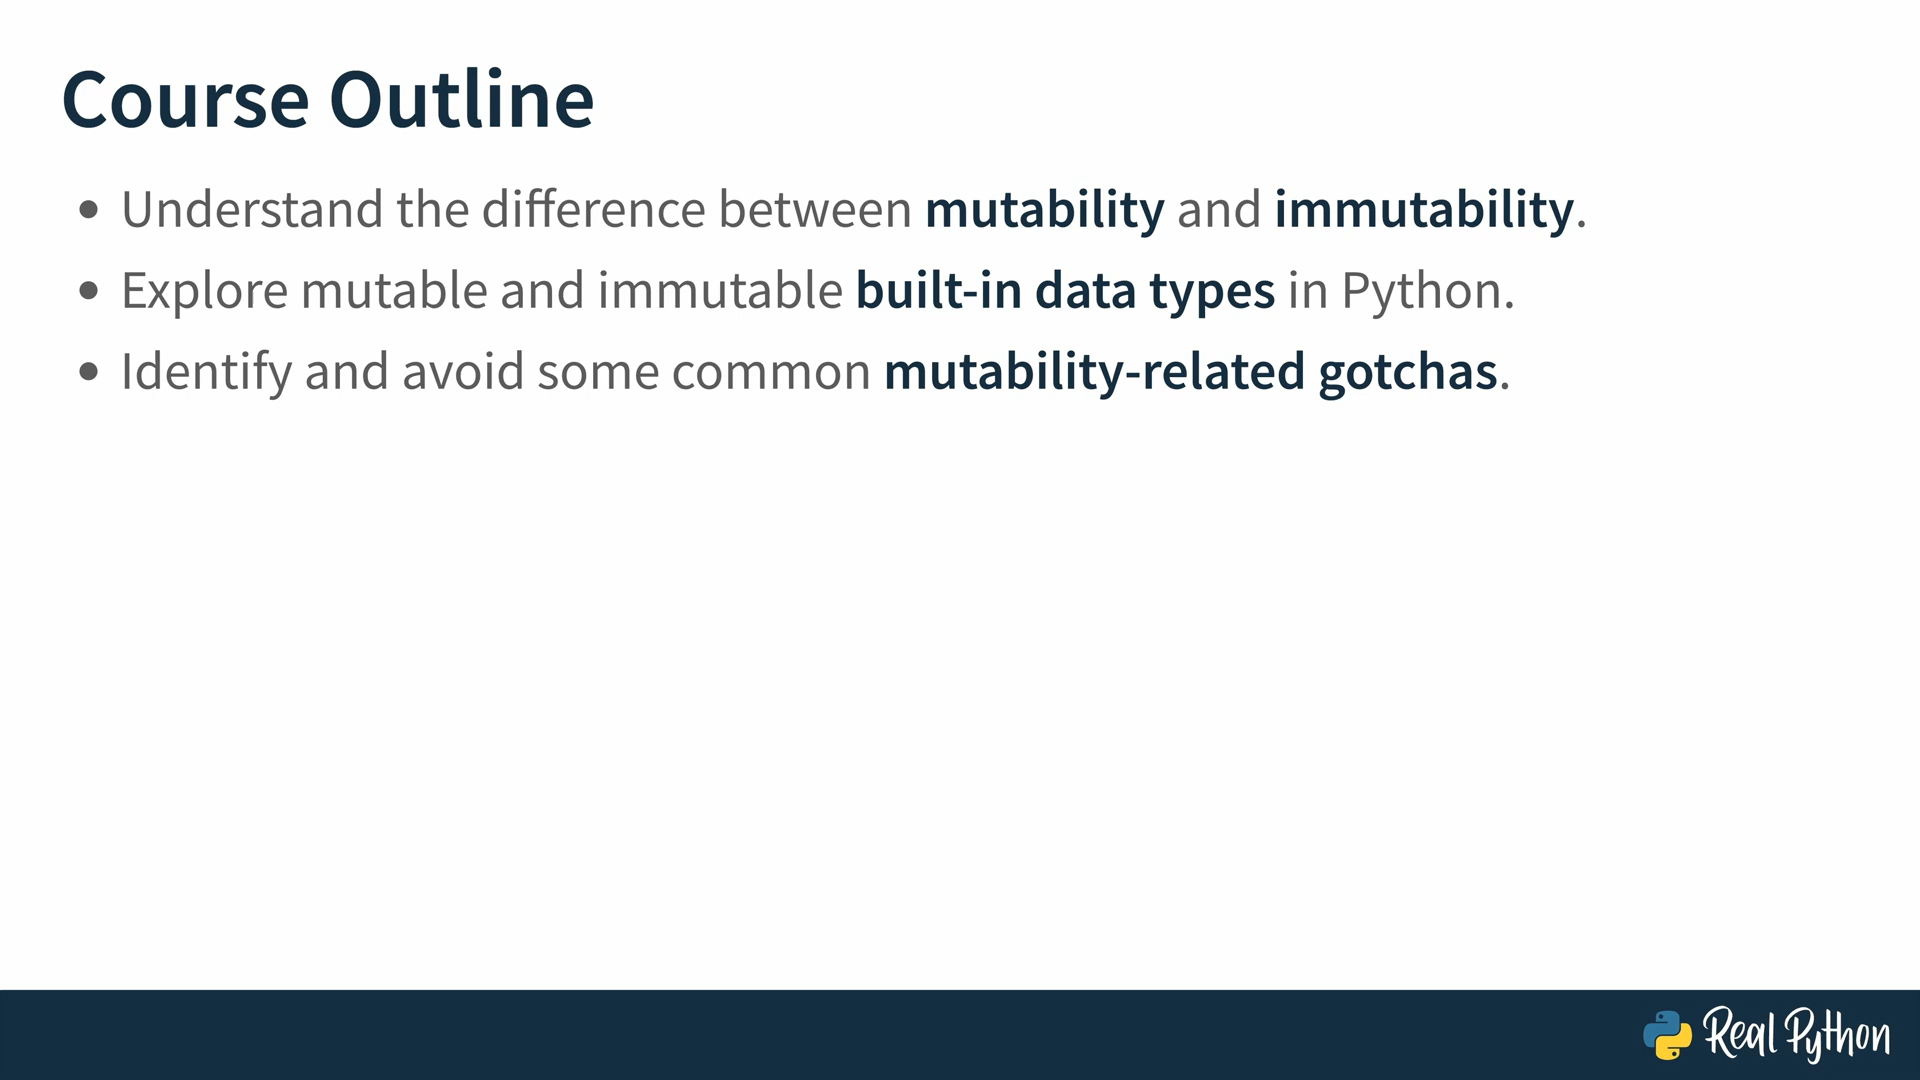 Course Outline
• Understand the difference between mutability and immutability.
• Explore mutable and immutable built-in data types in Python.
• Identify and avoid some common mutability-related gotchas.
Real Python